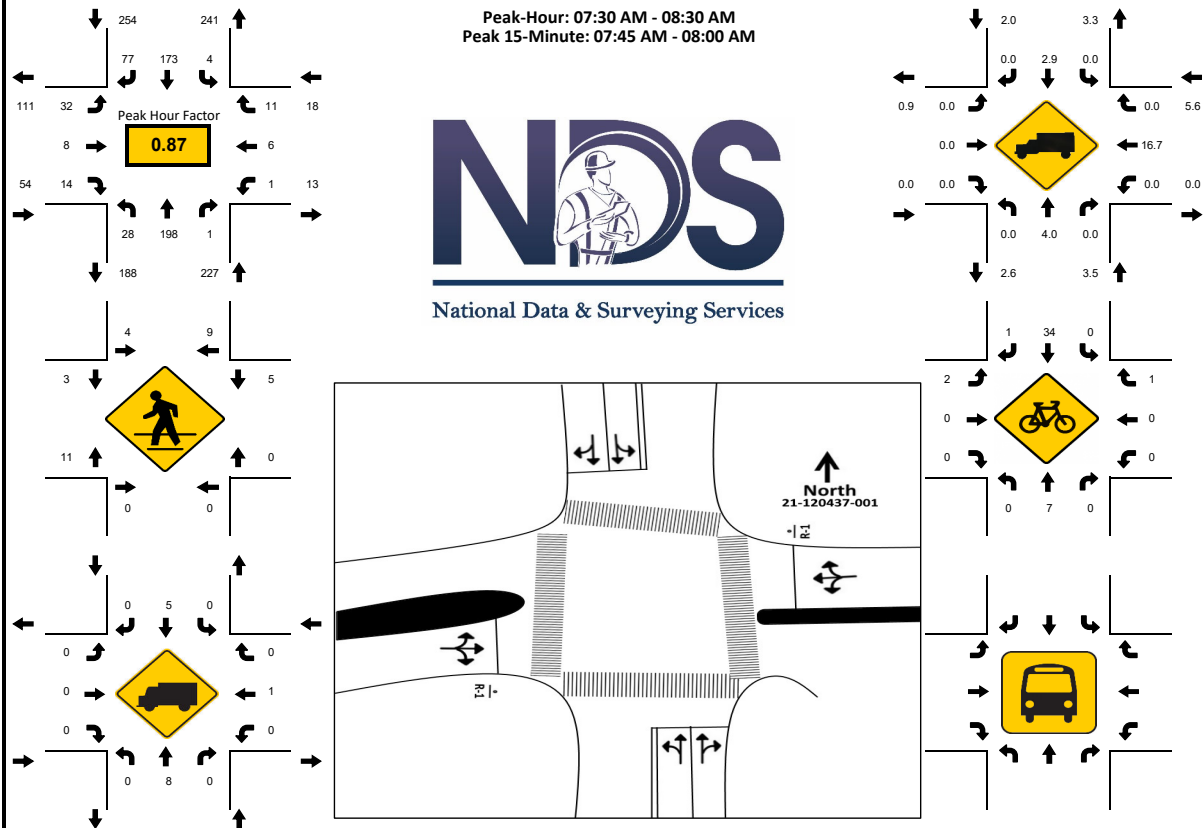 Peak-Hour: 07:30 AM - 08:30 AM
Peak 15-Minute: 07:45 AM - 08:00 AM
254 241
77 173 4
111 32 11 18
Peak Hour Factor
0.87
8 6
54 14 1 13
28 198 1
188 227
2.0 3.3
0.0 2.9 0.0
0.9 0.0 0.0 5.6
0.0 16.7
0.0 0.0 0.0 0.0
0.0 4.0 0.0
2.6 3.5
NDS
National Data & Surveying Services
4 9
3 5
11 0
0 0
1 34 0
2 1
0 0
0 0
0 7 0
North
21-120437-001
R-1
R-1
0 5 0
0 0
0 1
0 0
0 8 0